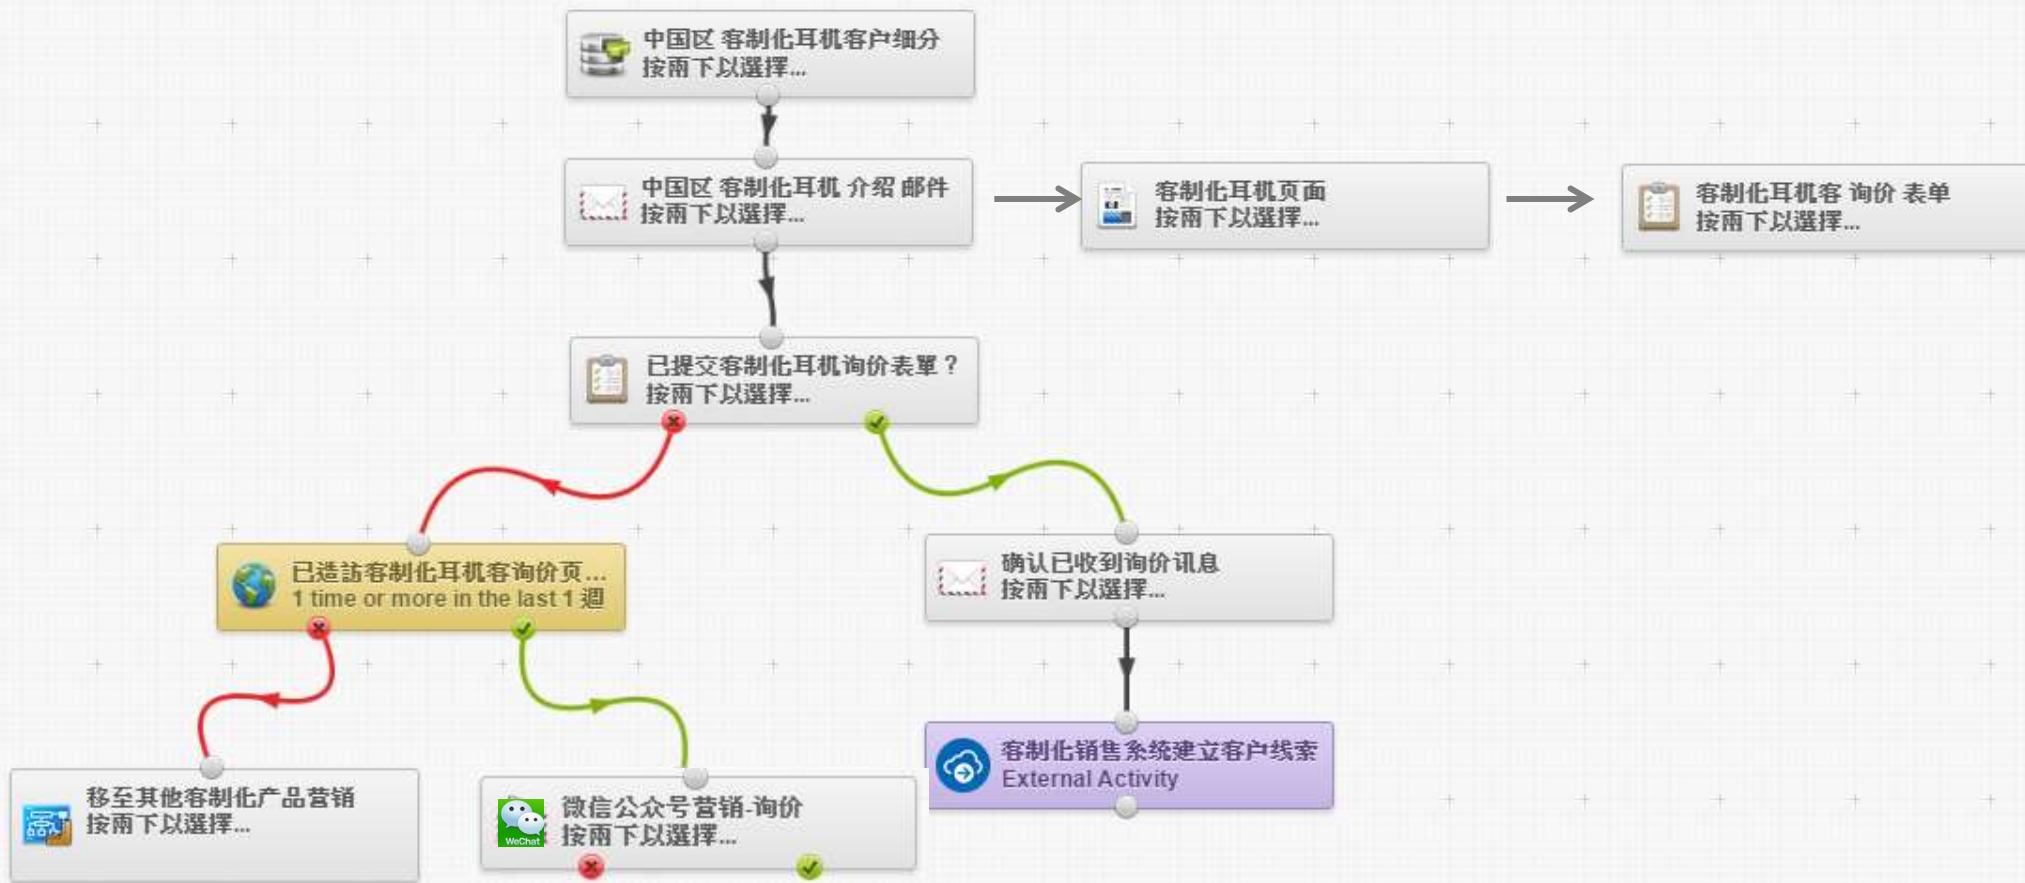 中国区 客制化耳机客户细分
按兩下以選擇...
中国区 客制化耳机 介绍 邮件
按兩下以選擇...
客制化耳机页面
按兩下以選擇...
客制化耳机客 询价 表单
按兩下以選擇...
已提交客制化耳机询价表單？
按兩下以選擇...
已造訪客制化耳机客询价页...
1 time or more in the last 1 週
确认已收到询价讯息
按兩下以選擇...
移至其他客制化产品营销
按兩下以選擇...
WeChat
微信公众号营销-询价
按兩下以選擇...
客制化销售系统建立客户线索
External Activity